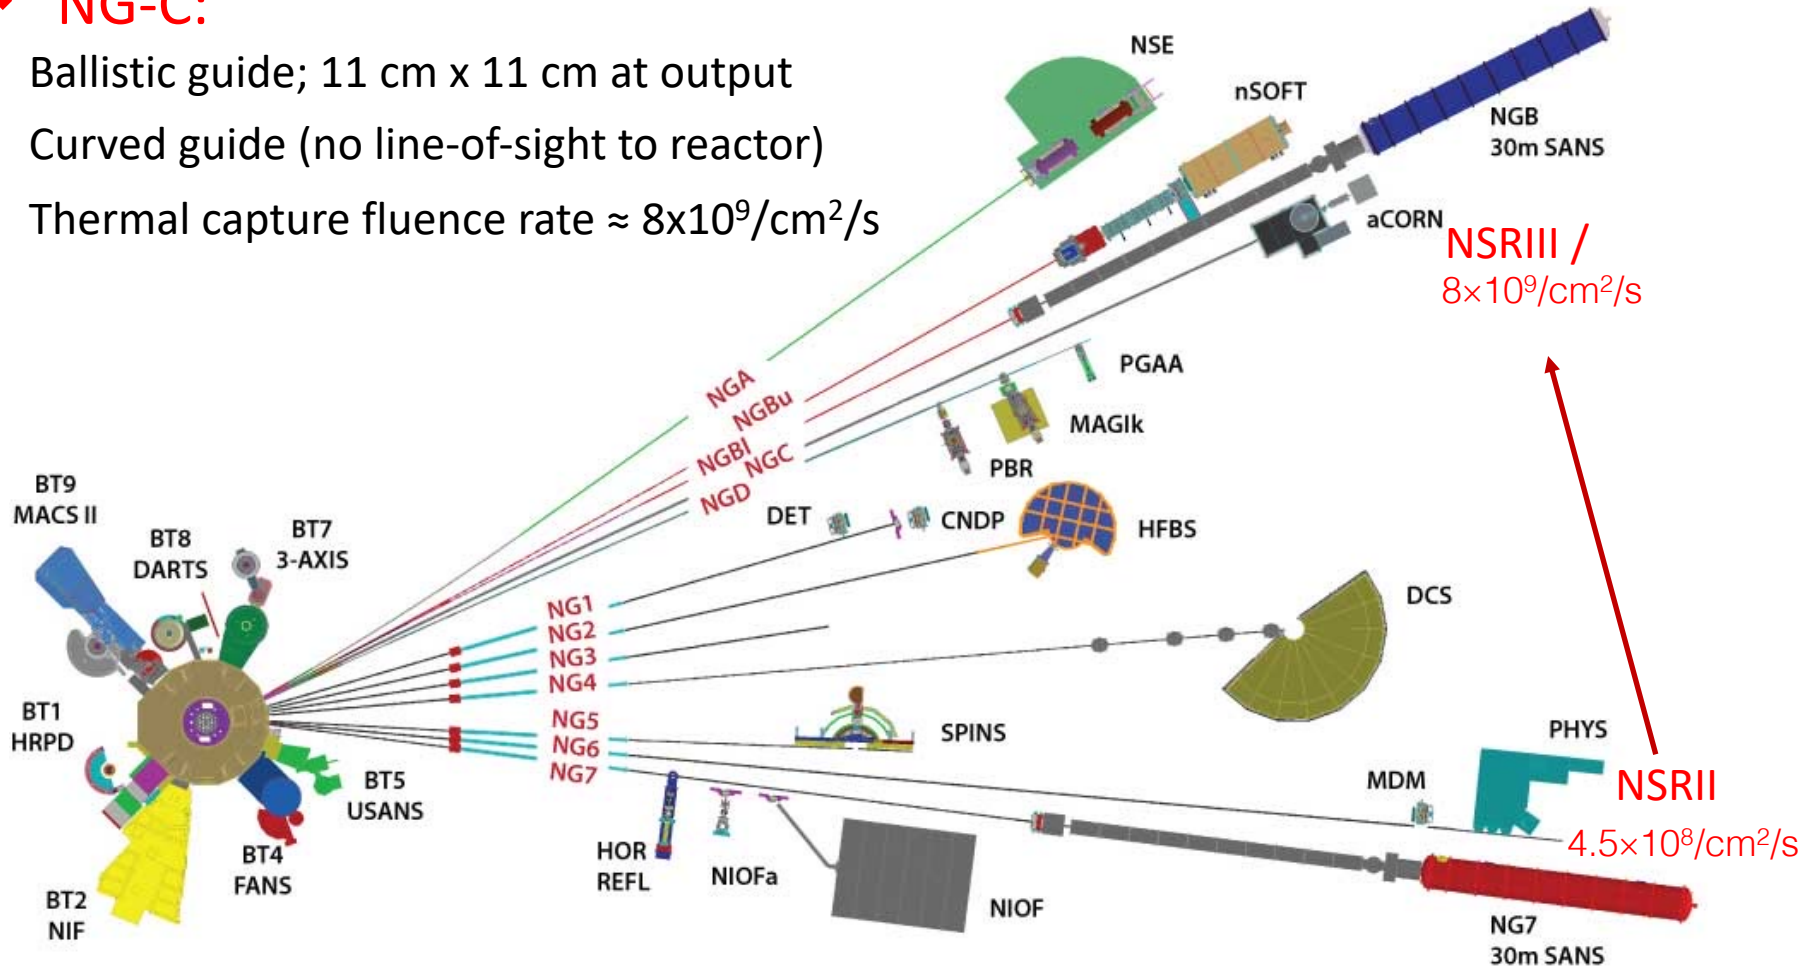 NG-C:
Ballistic guide; 11 cm x 11 cm at output
Curved guide (no line-of-sight to reactor)
Thermal capture fluence rate ≈ 8x10⁹/cm²/s
NSE
nSOFT
NGB
30m SANS
aCORN
NSRIII /
8×10⁹/cm²/s
NGA
NGBu
NGBl
NGC
NGD
PGAA
MAGIk
PBR
BT9
MACS II
BT8
DARTS
BT7
3-AXIS
DET
CNDP
HFBS
NG1
NG2
NG3
NG4
NG5
NG6
NG7
DCS
SPINS
BT1
HRPD
BT5
USANS
BT4
FANS
BT2
NIF
HOR
REFL
NIOFa
NIOF
MDM
PHYS
NSRII
4.5×10⁸/cm²/s
NG7
30m SANS